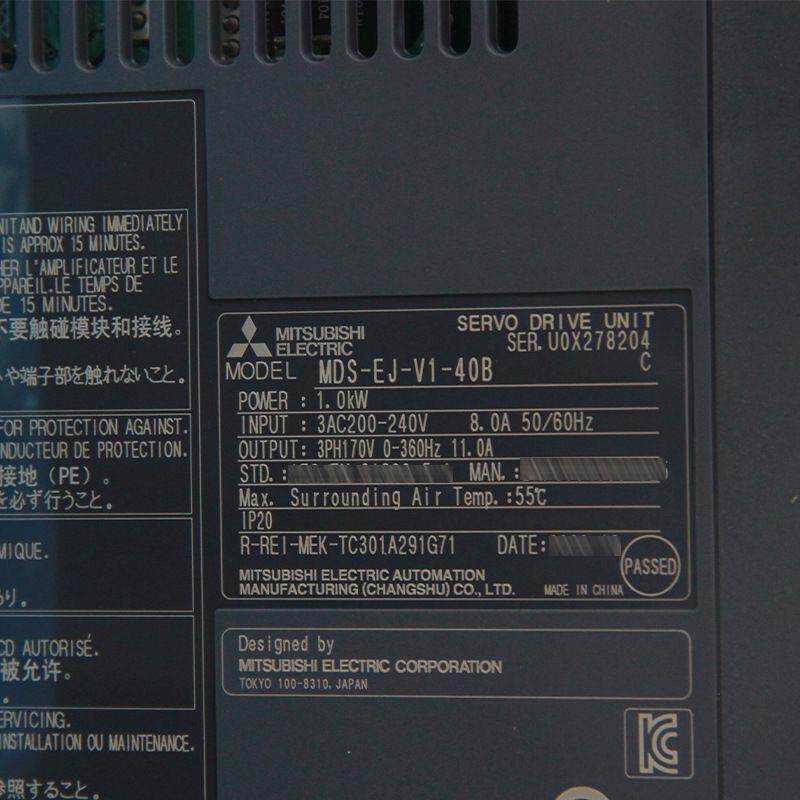 NIT AND WIRING IMMEDIATELY
IS APPROX 15 MINUTES.
HER L'AMPLIFICATEUR ET LE
PPAREIL.LE TEMPS DE
DE 15 MINUTES.
不要触碰模块和接线。
や端子部を触れないこと。
FOR PROTECTION AGAINST.
NDUCTEUR DE PROTECTION.
接地 (PE) 。
を必ず行うこと。
MIQUE.
り。
CD AUTORISÉ.
被允许。
ERVICING.
INSTALLATION OU MAINTENANCE.
参照すること。
MITSUBISHI
ELECTRIC
SERVO DRIVE UNIT
SER. U0X278204
C
MODEL MDS-EJ-V1-40B
POWER : 1.0kW
INPUT : 3AC200-240V 8.0A 50/60Hz
OUTPUT: 3PH170V 0-360Hz 11.0A
STD. : MAN. :
Max. Surrounding Air Temp.:55℃
IP20
R-REI-MEK-TC301A291G71 DATE:
PASSED
MITSUBISHI ELECTRIC AUTOMATION
MANUFACTURING (CHANGSHU) CO., LTD. MADE IN CHINA
Designed by
MITSUBISHI ELECTRIC CORPORATION
TOKYO 100-8310, JAPAN